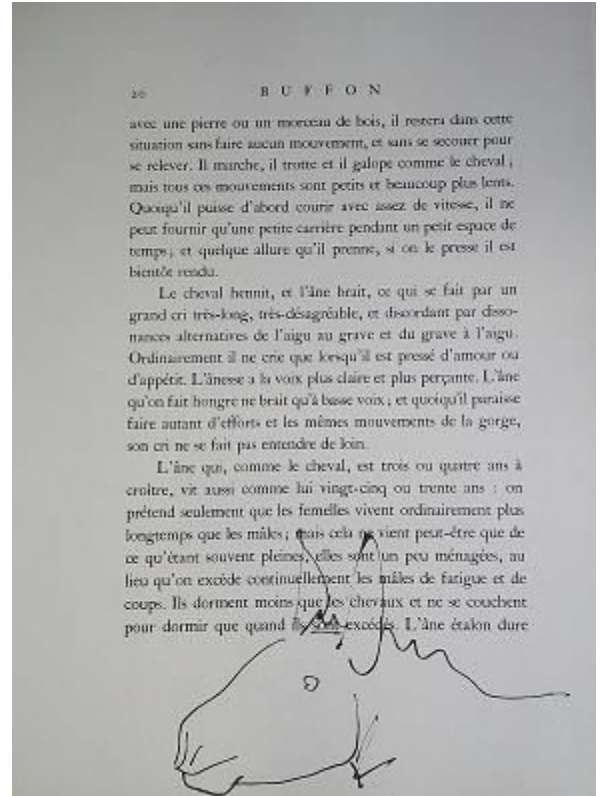 20 BUFFON
avec une pierre ou un morceau de bois, il restera dans cette
situation sans faire aucun mouvement, et sans se secouer pour
se relever. Il marche, il trotte et il galope comme le cheval ;
mais tous ces mouvements sont petits et beaucoup plus lents.
Quoiqu'il puisse d'abord courir avec assez de vitesse, il ne
peut fournir qu'une petite carrière pendant un petit espace de
temps ; et quelque allure qu'il prenne, si on le presse il est
bientôt rendu.
Le cheval hennit, et l'âne brait, ce qui se fait par un
grand cri très-long, très-désagréable, et discordant par disso-
nances alternatives de l'aigu au grave et du grave à l'aigu.
Ordinairement il ne crie que lorsqu'il est pressé d'amour ou
d'appétit. L'ânesse a la voix plus claire et plus perçante. L'âne
qu'on fait hongre ne brait qu'à basse voix ; et quoiqu'il paraisse
faire autant d'efforts et les mêmes mouvements de la gorge,
son cri ne se fait pas entendre de loin.
L'âne qui, comme le cheval, est trois ou quatre ans à
croître, vit aussi comme lui vingt-cinq ou trente ans : on
prétend seulement que les femelles vivent ordinairement plus
longtemps que les mâles ; mais cela ne vient peut-être que de
ce qu'étant souvent pleines, elles sont un peu ménagées, au
lieu qu'on excède continuellement les mâles de fatigue et de
coups. Ils dorment moins que les chevaux et ne se couchent
pour dormir que quand ils sont excédés. L'âne étalon dure